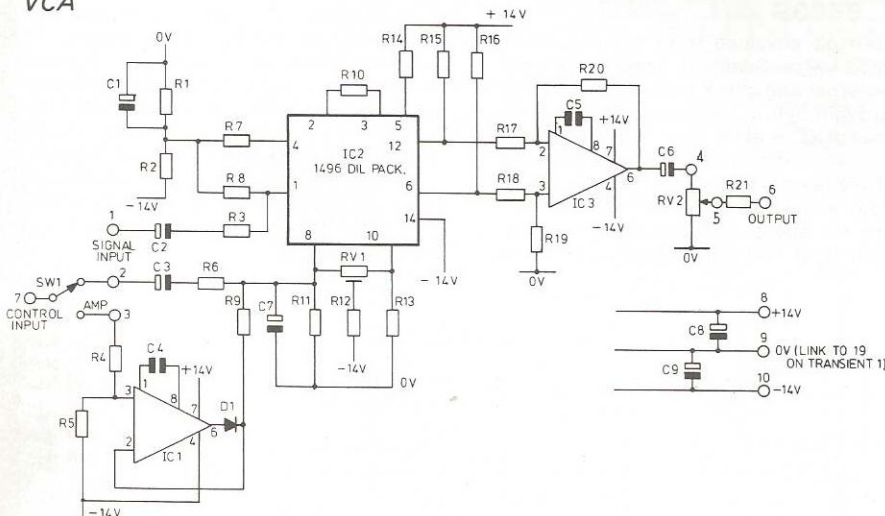 VCA
+ 14V
0V
R14
R15
R16
C1
R1
R10
R20
2
3
5
C5
+14V
R7
4
12
R17
1
8
2
7
IC2
1496 DIL PACK.
R2
R8
1
6
R18
3
4
6
C6
4
IC3
RV2
R21
6
5
OUTPUT
-14V
-14V
1
R3
14
SIGNAL
INPUT
C2
8
10
R19
0V
- 14V
0V
RV 1
SW1
2
C3
R6
7
CONTROL
INPUT
AMP
3
R9
C7
R11
R12
R13
-14V
0V
8
+14V
C8
9
0V (LINK TO 19
ON TRANSIENT 1)
C9
10
-14V
R4
C4
+14V
1
8
3
7
D1
R5
6
2
4
IC1
-14V